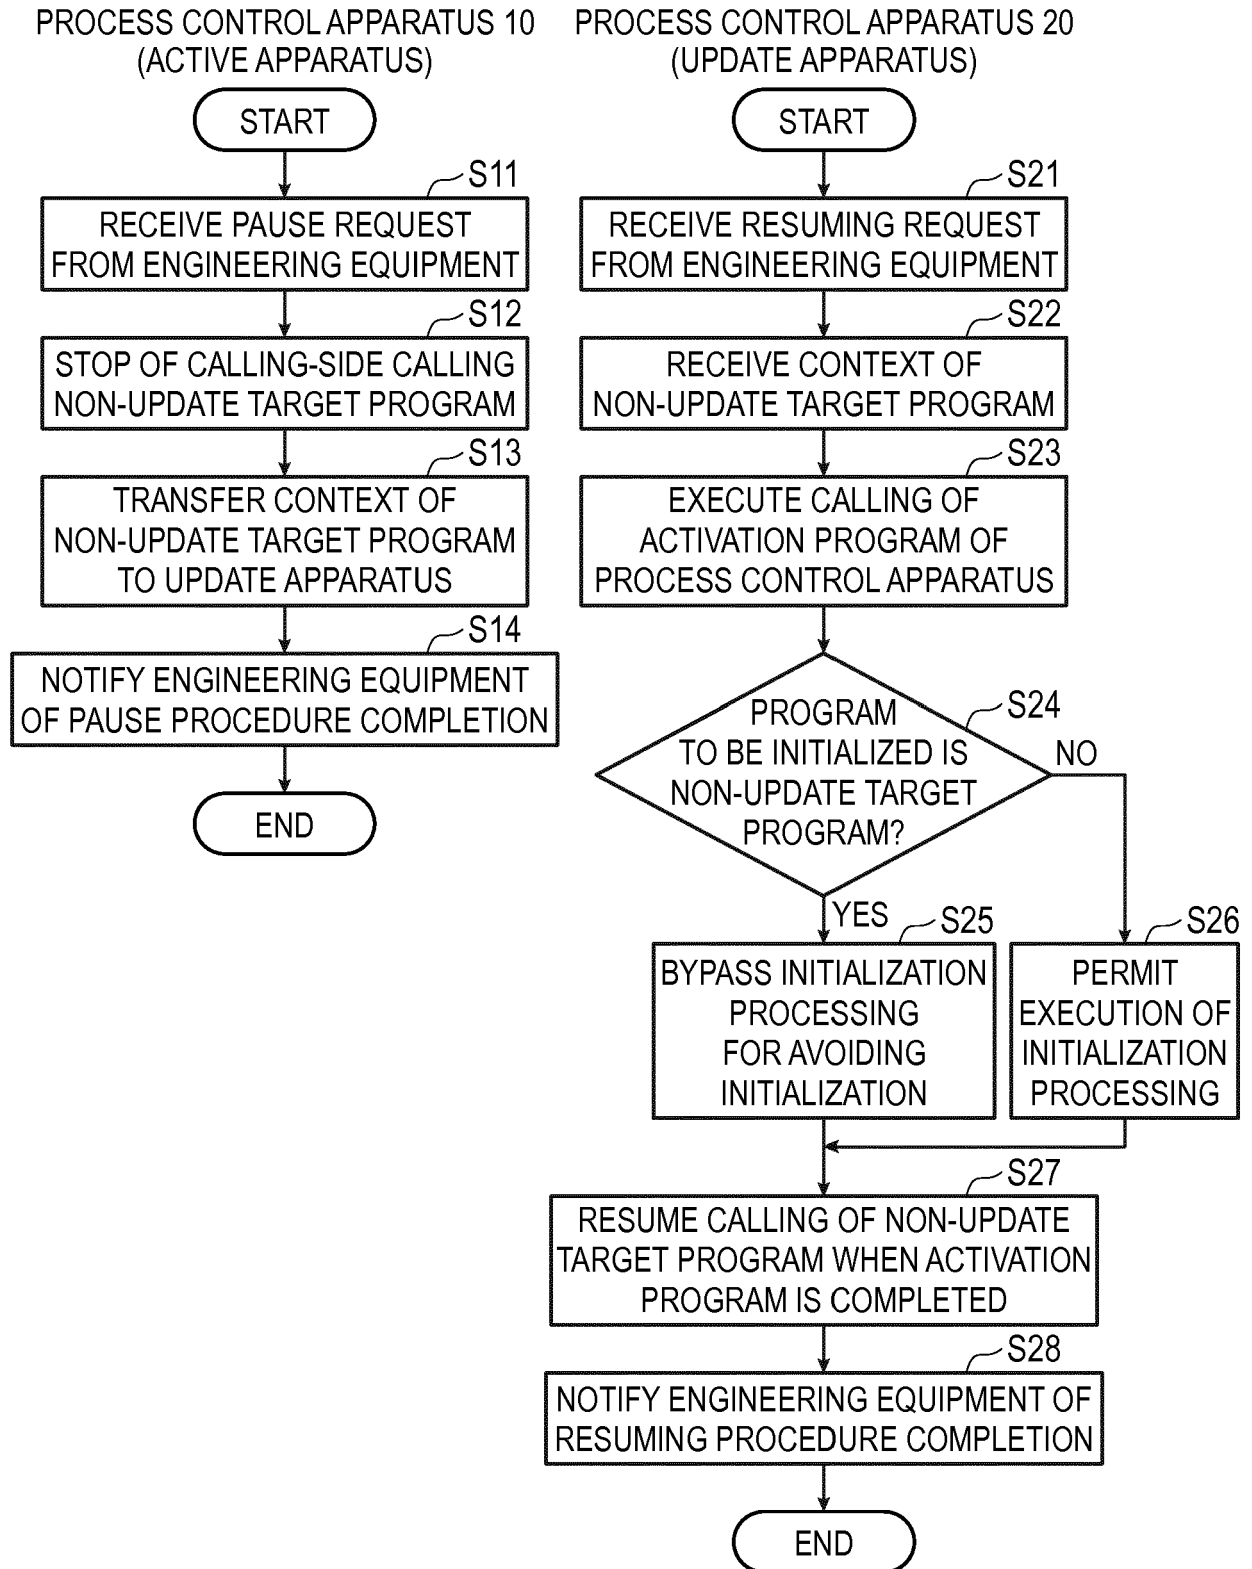 PROCESS CONTROL APPARATUS 10
(ACTIVE APPARATUS)
START
S11
RECEIVE PAUSE REQUEST
FROM ENGINEERING EQUIPMENT
S12
STOP OF CALLING-SIDE CALLING
NON-UPDATE TARGET PROGRAM
S13
TRANSFER CONTEXT OF
NON-UPDATE TARGET PROGRAM
TO UPDATE APPARATUS
S14
NOTIFY ENGINEERING EQUIPMENT
OF PAUSE PROCEDURE COMPLETION
END
PROCESS CONTROL APPARATUS 20
(UPDATE APPARATUS)
START
S21
RECEIVE RESUMING REQUEST
FROM ENGINEERING EQUIPMENT
S22
RECEIVE CONTEXT OF
NON-UPDATE TARGET PROGRAM
S23
EXECUTE CALLING OF
ACTIVATION PROGRAM OF
PROCESS CONTROL APPARATUS
S24
PROGRAM
TO BE INITIALIZED IS
NON-UPDATE TARGET
PROGRAM?
NO
YES
S25
BYPASS INITIALIZATION
PROCESSING
FOR AVOIDING
INITIALIZATION
S26
PERMIT
EXECUTION OF
INITIALIZATION
PROCESSING
S27
RESUME CALLING OF NON-UPDATE
TARGET PROGRAM WHEN ACTIVATION
PROGRAM IS COMPLETED
S28
NOTIFY ENGINEERING EQUIPMENT OF
RESUMING PROCEDURE COMPLETION
END